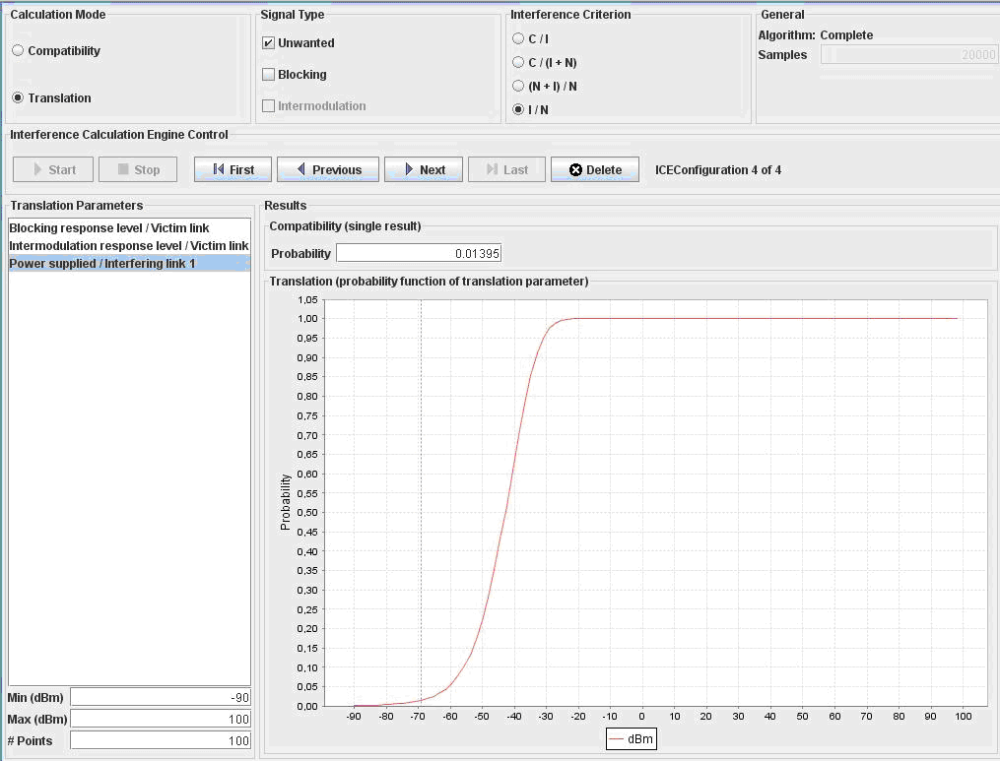 Calculation Mode
Compatibility
Translation
Signal Type
Unwanted
Blocking
Intermodulation
Interference Criterion
C / I
C / (I + N)
(N + I) / N
I / N
General
Algorithm: Complete
Samples 20000
Interference Calculation Engine Control
Start Stop First Previous Next Last Delete ICEConfiguration 4 of 4
Translation Parameters
Blocking response level / Victim link
Intermodulation response level / Victim link
Power supplied / Interfering link 1
Min (dBm) -90
Max (dBm) 100
# Points 100
Results
Compatibility (single result)
Probability 0.01395
Translation (probability function of translation parameter)
1,05
1,00
0,95
0,90
0,85
0,80
0,75
0,70
0,65
0,60
0,55
0,50
0,45
0,40
0,35
0,30
0,25
0,20
0,15
0,10
0,05
0,00
Probability
-90 -80 -70 -60 -50 -40 -30 -20 -10 0 10 20 30 40 50 60 70 80 90 100
dBm